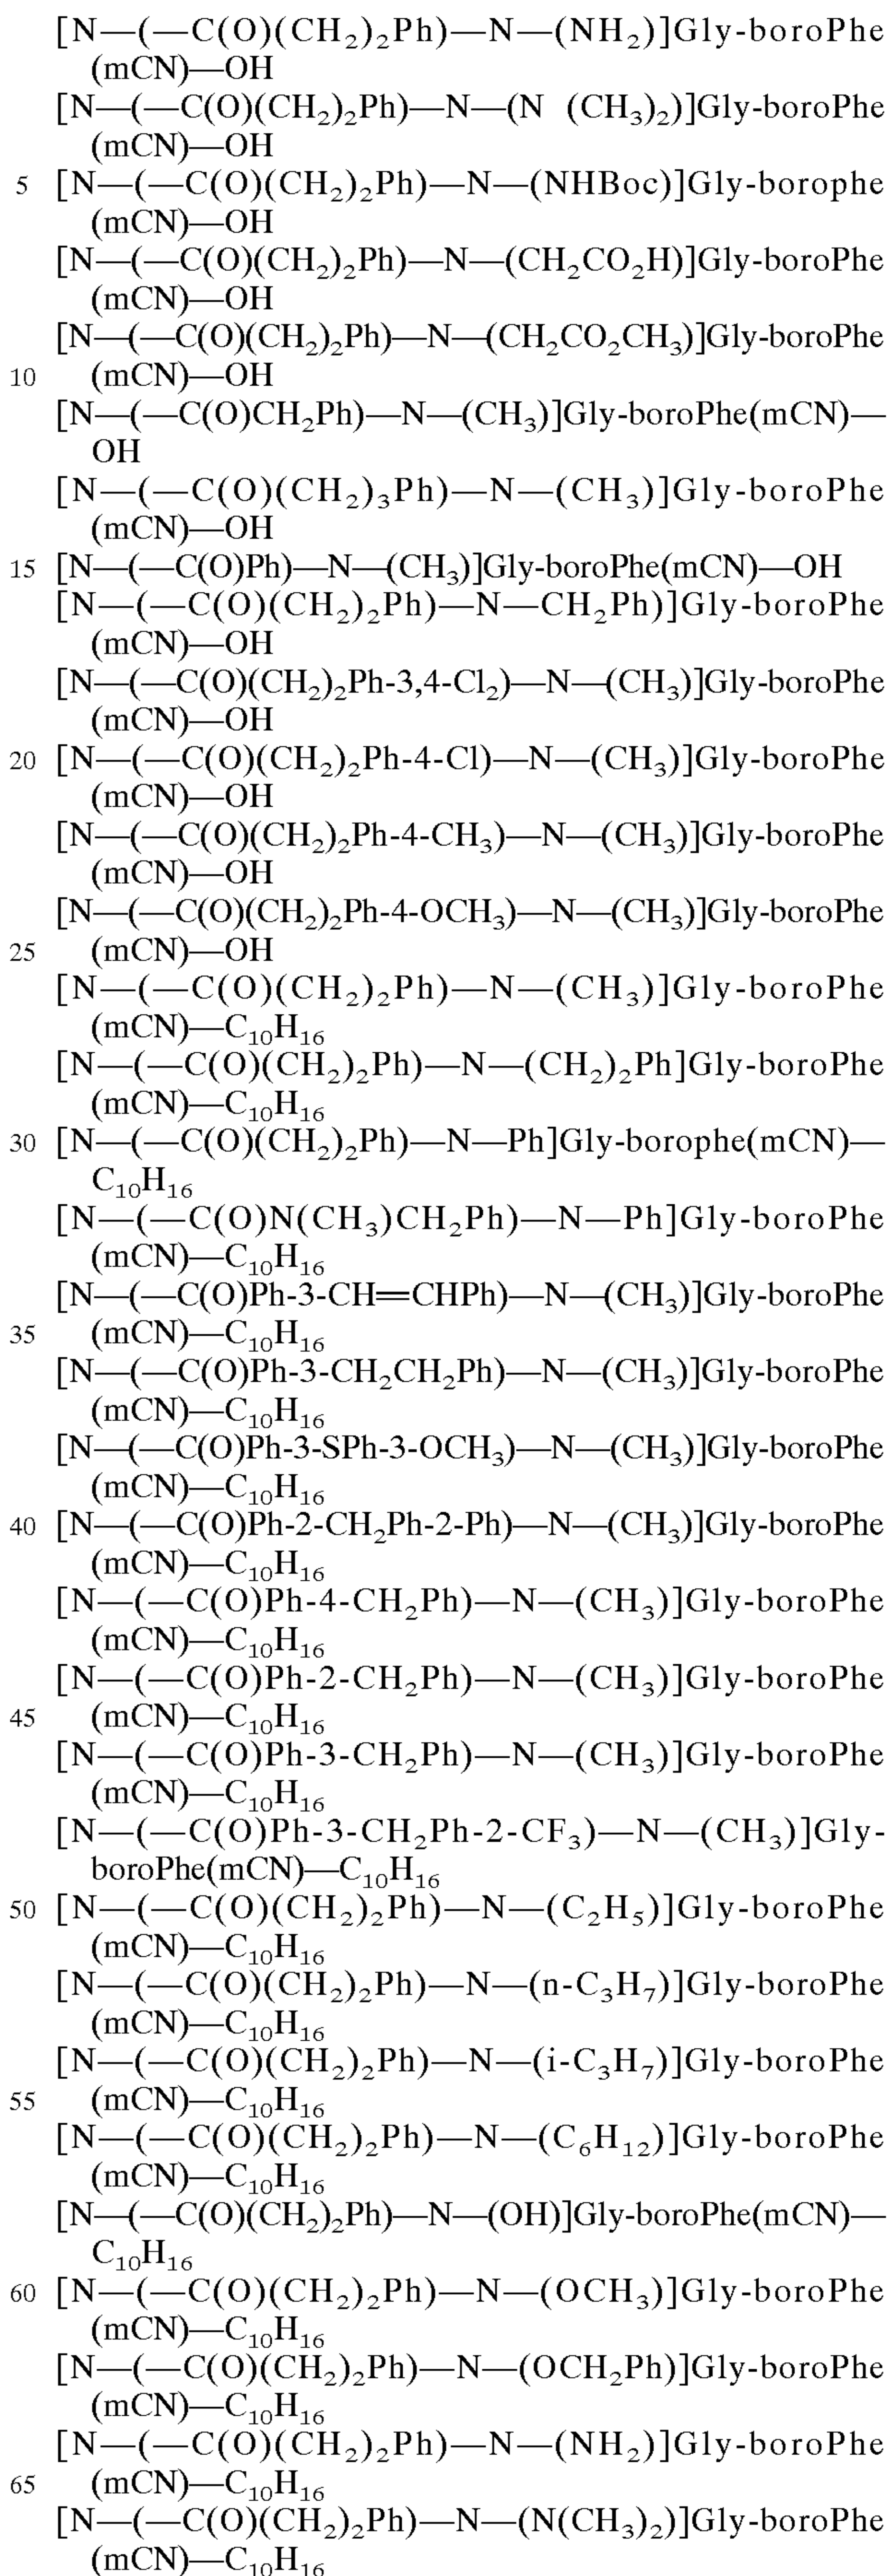 [N—(—C(O)(CH₂)₂Ph)—N—(NH₂)]Gly-boroPhe
(mCN)—OH
[N—(—C(O)(CH₂)₂Ph)—N—(N (CH₃)₂)]Gly-boroPhe
(mCN)—OH
5 [N—(—C(O)(CH₂)₂Ph)—N—(NHBoc)]Gly-borophe
(mCN)—OH
[N—(—C(O)(CH₂)₂Ph)—N—(CH₂CO₂H)]Gly-boroPhe
(mCN)—OH
[N—(—C(O)(CH₂)₂Ph)—N—(CH₂CO₂CH₃)]Gly-boroPhe
10 (mCN)—OH
[N—(—C(O)CH₂Ph)—N—(CH₃)]Gly-boroPhe(mCN)—
OH
[N—(—C(O)(CH₂)₃Ph)—N—(CH₃)]Gly-boroPhe
(mCN)—OH
15 [N—(—C(O)Ph)—N—(CH₃)]Gly-boroPhe(mCN)—OH
[N—(—C(O)(CH₂)₂Ph)—N—CH₂Ph)]Gly-boroPhe
(mCN)—OH
[N—(—C(O)(CH₂)₂Ph-3,4-Cl₂)—N—(CH₃)]Gly-boroPhe
(mCN)—OH
20 [N—(—C(O)(CH₂)₂Ph-4-Cl)—N—(CH₃)]Gly-boroPhe
(mCN)—OH
[N—(—C(O)(CH₂)₂Ph-4-CH₃)—N—(CH₃)]Gly-boroPhe
(mCN)—OH
[N—(—C(O)(CH₂)₂Ph-4-OCH₃)—N—(CH₃)]Gly-boroPhe
25 (mCN)—OH
[N—(—C(O)(CH₂)₂Ph)—N—(CH₃)]Gly-boroPhe
(mCN)—C₁₀H₁₆
[N—(—C(O)(CH₂)₂Ph)—N—(CH₂)₂Ph]Gly-boroPhe
(mCN)—C₁₀H₁₆
30 [N—(—C(O)(CH₂)₂Ph)—N—Ph]Gly-borophe(mCN)—
C₁₀H₁₆
[N—(—C(O)N(CH₃)CH₂Ph)—N—Ph]Gly-boroPhe
(mCN)—C₁₀H₁₆
[N—(—C(O)Ph-3-CH═CHPh)—N—(CH₃)]Gly-boroPhe
35 (mCN)—C₁₀H₁₆
[N—(—C(O)Ph-3-CH₂CH₂Ph)—N—(CH₃)]Gly-boroPhe
(mCN)—C₁₀H₁₆
[N—(—C(O)Ph-3-SPh-3-OCH₃)—N—(CH₃)]Gly-boroPhe
(mCN)—C₁₀H₁₆
40 [N—(—C(O)Ph-2-CH₂Ph-2-Ph)—N—(CH₃)]Gly-boroPhe
(mCN)—C₁₀H₁₆
[N—(—C(O)Ph-4-CH₂Ph)—N—(CH₃)]Gly-boroPhe
(mCN)—C₁₀H₁₆
[N—(—C(O)Ph-2-CH₂Ph)—N—(CH₃)]Gly-boroPhe
45 (mCN)—C₁₀H₁₆
[N—(—C(O)Ph-3-CH₂Ph)—N—(CH₃)]Gly-boroPhe
(mCN)—C₁₀H₁₆
[N—(—C(O)Ph-3-CH₂Ph-2-CF₃)—N—(CH₃)]Gly-
boroPhe(mCN)—C₁₀H₁₆
50 [N—(—C(O)(CH₂)₂Ph)—N—(C₂H₅)]Gly-boroPhe
(mCN)—C₁₀H₁₆
[N—(—C(O)(CH₂)₂Ph)—N—(n-C₃H₇)]Gly-boroPhe
(mCN)—C₁₀H₁₆
[N—(—C(O)(CH₂)₂Ph)—N—(i-C₃H₇)]Gly-boroPhe
55 (mCN)—C₁₀H₁₆
[N—(—C(O)(CH₂)₂Ph)—N—(C₆H₁₂)]Gly-boroPhe
(mCN)—C₁₀H₁₆
[N—(—C(O)(CH₂)₂Ph)—N—(OH)]Gly-boroPhe(mCN)—
C₁₀H₁₆
60 [N—(—C(O)(CH₂)₂Ph)—N—(OCH₃)]Gly-boroPhe
(mCN)—C₁₀H₁₆
[N—(—C(O)(CH₂)₂Ph)—N—(OCH₂Ph)]Gly-boroPhe
(mCN)—C₁₀H₁₆
[N—(—C(O)(CH₂)₂Ph)—N—(NH₂)]Gly-boroPhe
65 (mCN)—C₁₀H₁₆
[N—(—C(O)(CH₂)₂Ph)—N—(N(CH₃)₂)]Gly-boroPhe
(mCN)—C₁₀H₁₆